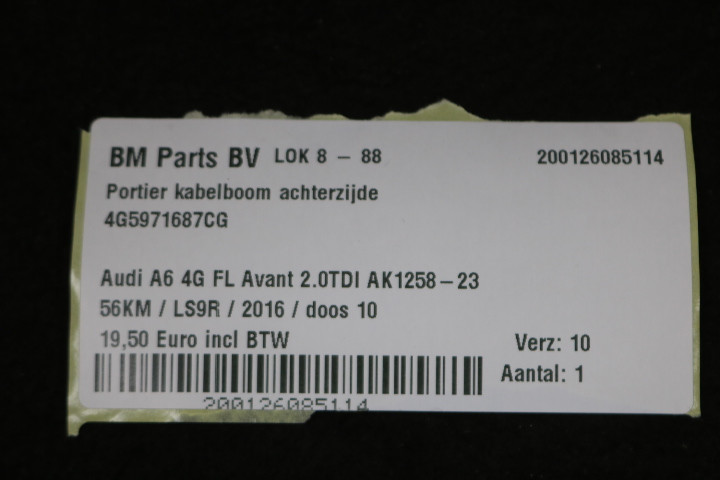 BM Parts BV LOK 8 - 88 200126085114
Portier kabelboom achterzijde
4G5971687CG
Audi A6 4G FL Avant 2.0TDI AK1258-23
56KM / LS9R / 2016 / doos 10
19,50 Euro incl BTW Verz: 10
Aantal: 1
200126085114